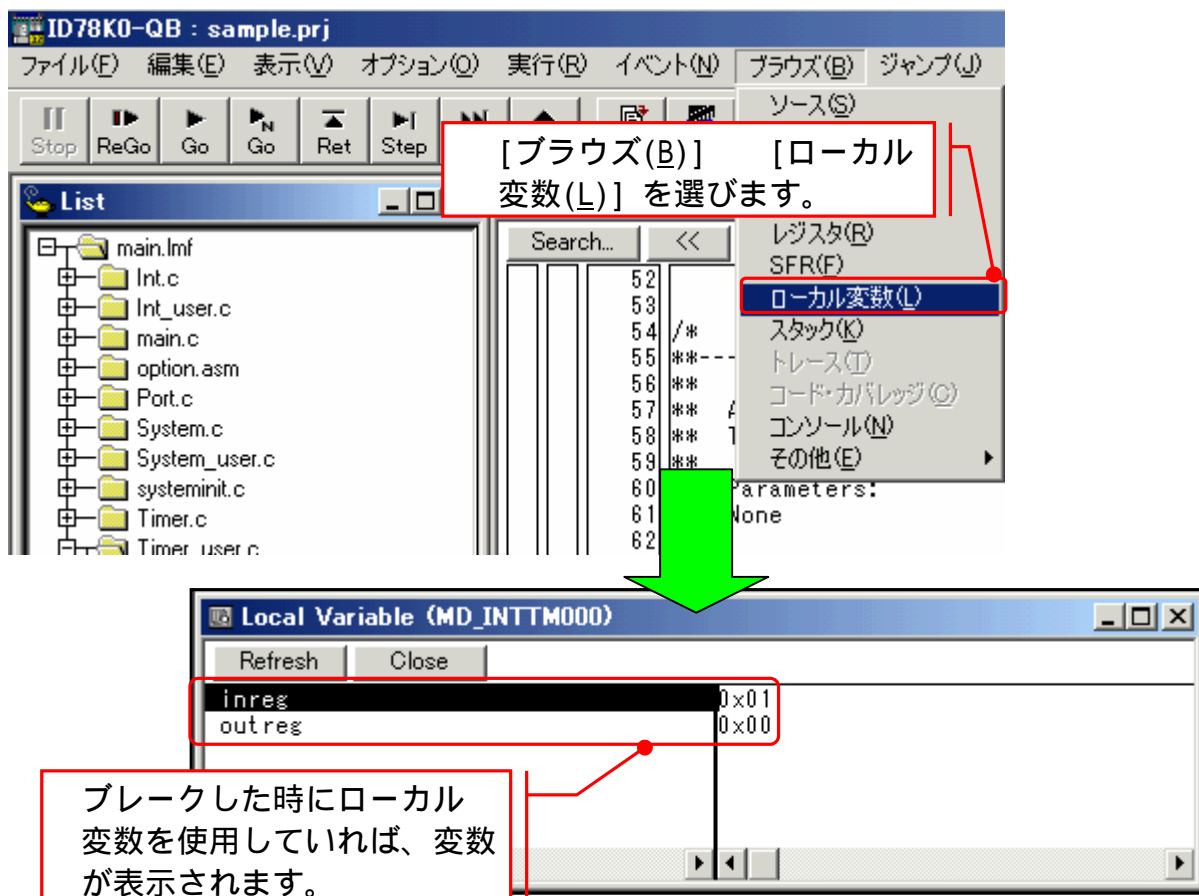 ID78K0-QB : sample.prj
ファイル(F) 編集(E) 表示(V) オプション(O) 実行(R) イベント(N) ブラウズ(B) ジャンプ(J)
Stop ReGo Go Go Ret Step
N
ソース(S)
[ブラウズ(B)] [ローカル
変数(L)] を選びます。
レジスタ(R)
SFR(F)
ローカル変数(L)
スタック(K)
トレース(T)
コード・カバレッジ(C)
コンソール(N)
その他(E)
List
main.lmf
Int.c
Int_user.c
main.c
option.asm
Port.c
System.c
System_user.c
systeminit.c
Timer.c
Timer_user.c
Search... <<
52
53
54 /*
55 **---
56 **
57 **
58 **
59 **
60 Parameters:
61 None
62
Local Variable (MD_INTTM000)
Refresh Close
inreg 0x01
outreg 0x00
ブレークした時にローカル
変数を使用していれば、変数
が表示されます。